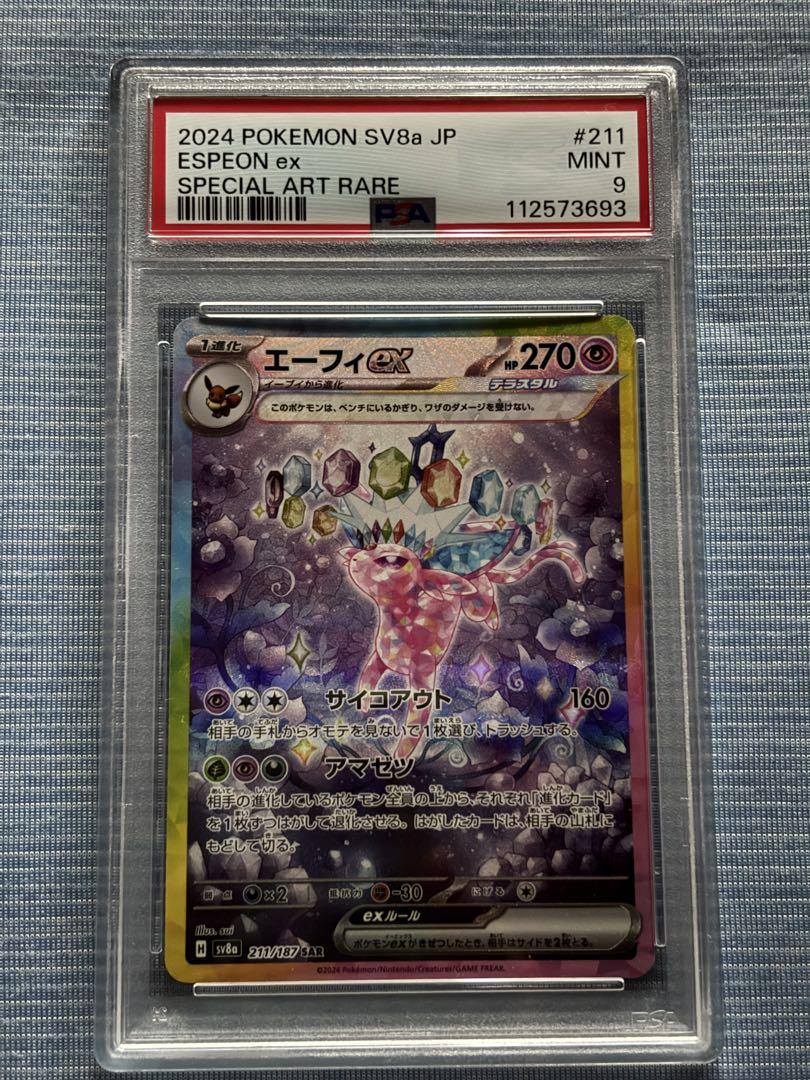 2024 POKEMON SV8a JP #211
ESPEON ex MINT
SPECIAL ART RARE 9
PSA 112573693
1進化 エーフィex HP270
イーブイから進化 テラスタル
このポケモンは、ベンチにいるかぎり、ワザのダメージを受けない。
サイコアウト 160
相手の手札からオモテを見ないで1枚選び、トラッシュする。
アマゼツ
相手の進化しているポケモン全員の上から、それぞれ「進化カード」
を1枚ずつはがして退化させる。はがしたカードは、相手の山札に
もどして切る。
弱点 ×2 抵抗力 -30 にげる
exルール
ポケモンexがきぜつしたとき、相手はサイドを2枚とる。
Illus. sui
H sv8a 211/187 SAR
©2024 Pokémon/Nintendo/Creatures/GAME FREAK.
PSA